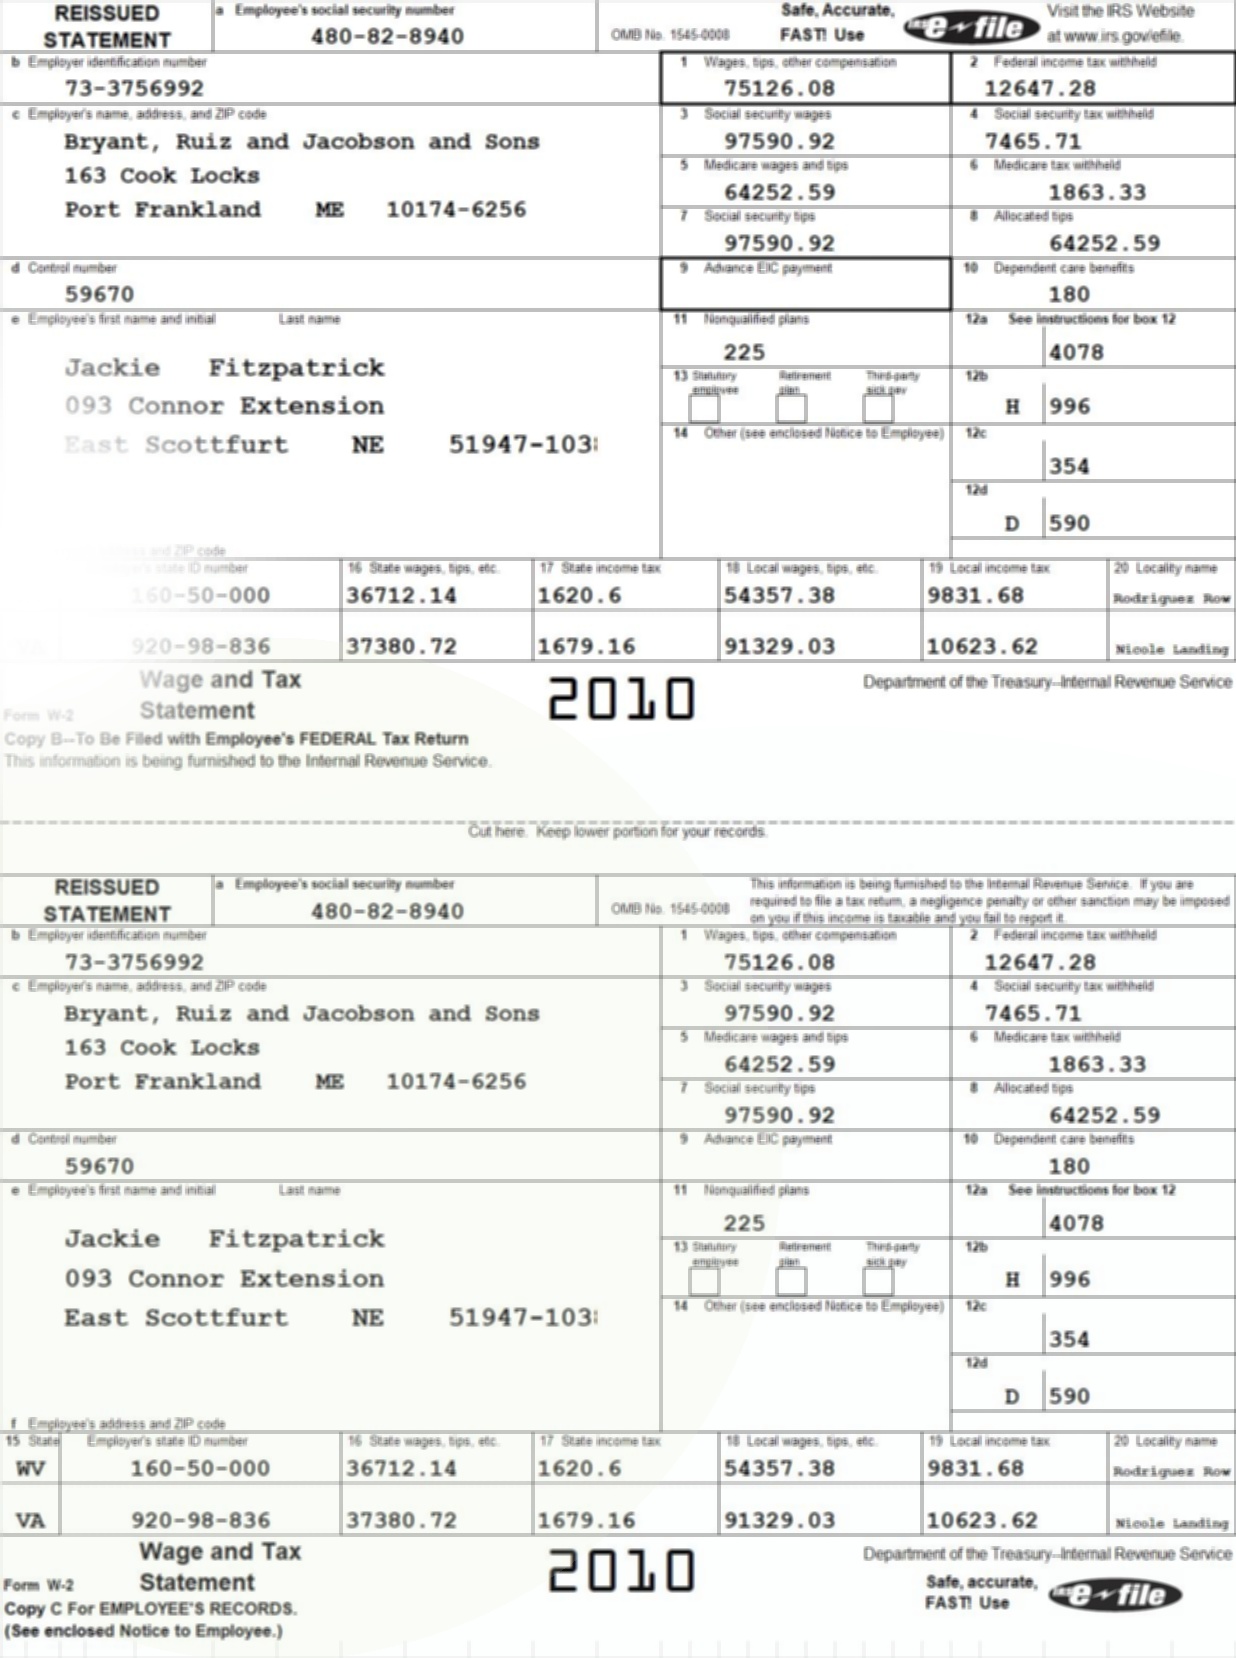 REISSUED STATEMENT
a Employee's social security number
480-82-8940
OMB No. 1545-0008
Safe, Accurate, FAST! Use
IRS e-file
Visit the IRS Website at www.irs.gov/efile.
b Employer identification number
73-3756992
1 Wages, tips, other compensation
75126.08
2 Federal income tax withheld
12647.28
c Employer's name, address, and ZIP code
Bryant, Ruiz and Jacobson and Sons
163 Cook Locks
Port Frankland ME 10174-6256
3 Social security wages
97590.92
4 Social security tax withheld
7465.71
5 Medicare wages and tips
64252.59
6 Medicare tax withheld
1863.33
7 Social security tips
97590.92
8 Allocated tips
64252.59
d Control number
59670
9 Advance EIC payment
10 Dependent care benefits
180
e Employee's first name and initial Last name
Jackie Fitzpatrick
093 Connor Extension
East Scottfurt NE 51947-103
11 Nonqualified plans
225
12a See instructions for box 12
4078
13 Statutory employee Retirement plan Third-party sick pay
12b
H 996
14 Other (see enclosed Notice to Employee)
12c
354
12d
D 590
and ZIP code
state ID number
16 State wages, tips, etc.
17 State income tax
18 Local wages, tips, etc.
19 Local income tax
20 Locality name
160-50-000 36712.14 1620.6 54357.38 9831.68 Rodriguez Row
VA 920-98-836 37380.72 1679.16 91329.03 10623.62 Nicole Landing
Form W-2 Wage and Tax Statement
2010
Department of the Treasury--Internal Revenue Service
Copy B--To Be Filed with Employee's FEDERAL Tax Return
This information is being furnished to the Internal Revenue Service.
Cut here. Keep lower portion for your records.
REISSUED STATEMENT
a Employee's social security number
480-82-8940
OMB No. 1545-0008
This information is being furnished to the Internal Revenue Service. If you are
required to file a tax return, a negligence penalty or other sanction may be imposed
on you if this income is taxable and you fail to report it.
b Employer identification number
73-3756992
1 Wages, tips, other compensation
75126.08
2 Federal income tax withheld
12647.28
c Employer's name, address, and ZIP code
Bryant, Ruiz and Jacobson and Sons
163 Cook Locks
Port Frankland ME 10174-6256
3 Social security wages
97590.92
4 Social security tax withheld
7465.71
5 Medicare wages and tips
64252.59
6 Medicare tax withheld
1863.33
7 Social security tips
97590.92
8 Allocated tips
64252.59
d Control number
59670
9 Advance EIC payment
10 Dependent care benefits
180
e Employee's first name and initial Last name
Jackie Fitzpatrick
093 Connor Extension
East Scottfurt NE 51947-103
11 Nonqualified plans
225
12a See instructions for box 12
4078
13 Statutory employee Retirement plan Third-party sick pay
12b
H 996
14 Other (see enclosed Notice to Employee)
12c
354
12d
D 590
f Employee's address and ZIP code
15 State
Employer's state ID number
16 State wages, tips, etc.
17 State income tax
18 Local wages, tips, etc.
19 Local income tax
20 Locality name
WV 160-50-000 36712.14 1620.6 54357.38 9831.68 Rodriguez Row
VA 920-98-836 37380.72 1679.16 91329.03 10623.62 Nicole Landing
Form W-2 Wage and Tax Statement
2010
Department of the Treasury--Internal Revenue Service
Copy C For EMPLOYEE'S RECORDS.
(See enclosed Notice to Employee.)
Safe, accurate, FAST! Use
IRS e-file